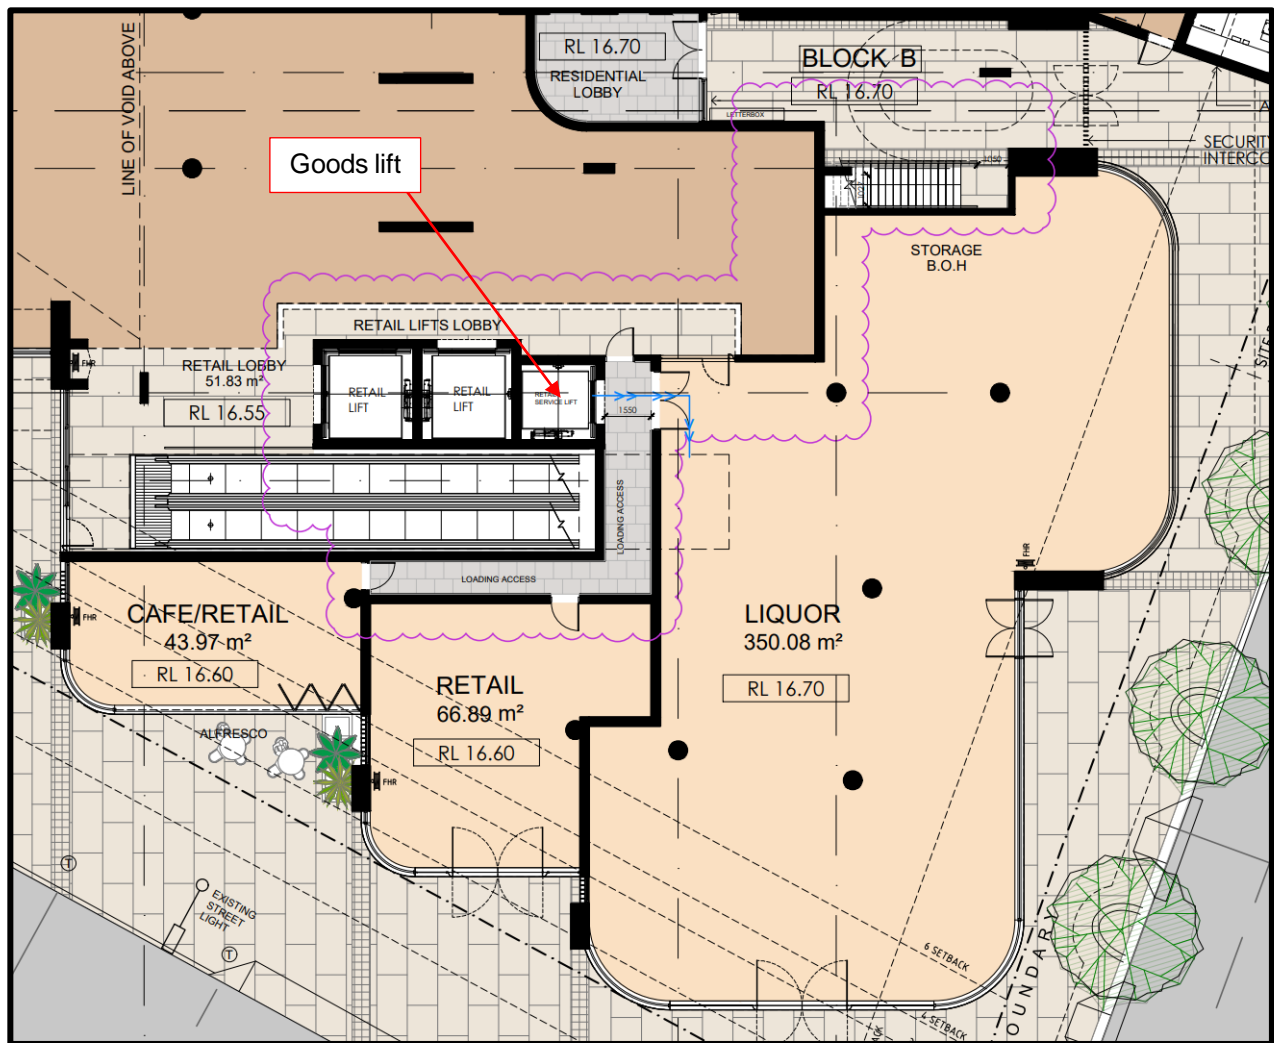 LINE OF VOID ABOVE
RL 16.70
RESIDENTIAL
LOBBY
BLOCK B
RL 16.70
LETTERBOX
A
SECURITY
INTERCO
1050
Goods lift
STORAGE
B.O.H
SITE B
RETAIL LIFTS LOBBY
FHR
RETAIL LOBBY
51.83 m²
RL 16.55
RETAIL
LIFT
RETAIL
LIFT
RETAIL
SERVICE LIFT
1550
LOADING ACCESS
LOADING ACCESS
FHR
CAFE/RETAIL
43.97 m²
RL 16.60
FHR
LIQUOR
350.08 m²
RL 16.70
RETAIL
66.89 m²
RL 16.60
ALFRESCO
FHR
T
EXISTING
STREET
LIGHT
T
6 SETBACK
4 SETBACK
OUNDARY